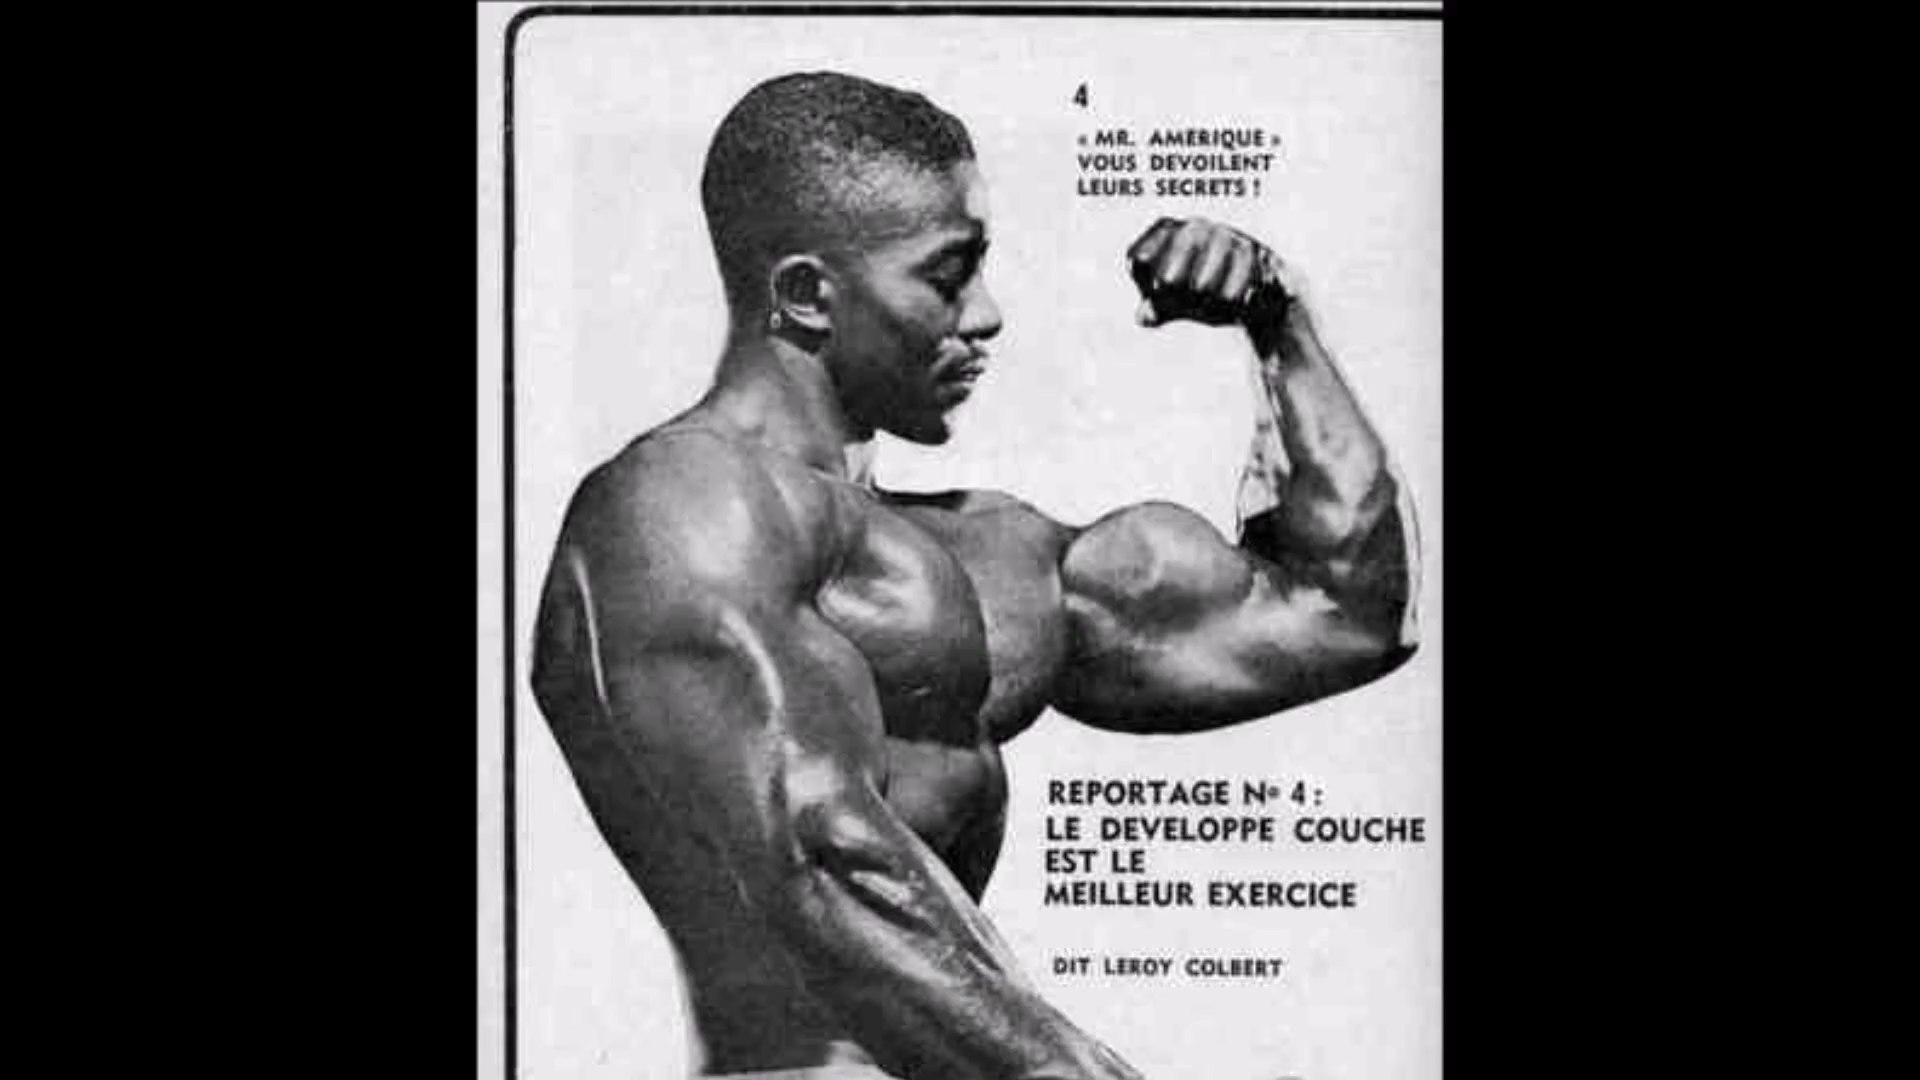 4
« MR. AMERIQUE »
VOUS DEVOILENT
LEURS SECRETS !
REPORTAGE No 4 :
LE DEVELOPPE COUCHE
EST LE
MEILLEUR EXERCICE
DIT LEROY COLBERT